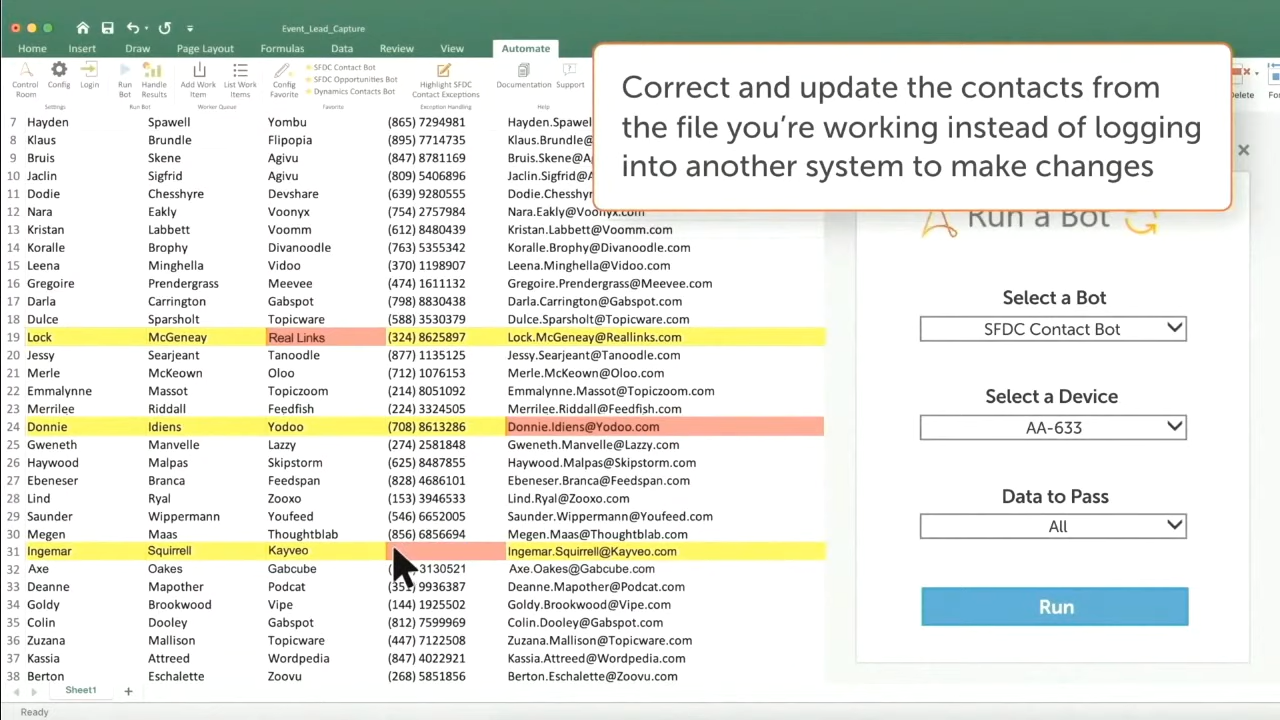 Event_Lead_Capture
Home Insert Draw Page Layout Formulas Data Review View Automate
Correct and update the contacts from
the file you're working instead of logging
into another system to make changes
Control Room Config Login Run Bot Handle Results Add Work Item List Work Items Config Favorite Highlight SFDC Contact Exceptions Documentation Support
SFDC Contact Bot
SFDC Opportunities Bot
Dynamics Contacts Bot
Settings Run Bot Worker Queue Favorite Exception Handling Help
7 Hayden Spawell Yombu (865) 7294981 Hayden.Spawe
8 Klaus Brundle Flipopia (895) 7714735 Klaus.Brundle@
9 Bruis Skene Agivu (847) 8781169 Bruis.Skene@A
10 Jaclin Sigfrid Agivu (809) 5406896 Jaclin.Sigfrid@
11 Dodie Chesshyre Devshare (639) 9280555 Dodie.Chesshyr
12 Nara Eakly Voonyx (754) 2757984 Nara.Eakly@Voonyx.com
13 Kristan Labbett Voomm (612) 8480439 Kristan.Labbett@Voomm.com
14 Koralle Brophy Divanoodle (763) 5355342 Koralle.Brophy@Divanoodle.com
15 Leena Minghella Vidoo (370) 1198907 Leena.Minghella@Vidoo.com
16 Gregoire Prendergrass Meevee (474) 1611132 Gregoire.Prendergrass@Meevee.com
17 Darla Carrington Gabspot (798) 8830438 Darla.Carrington@Gabspot.com
18 Dulce Sparsholt Topicware (588) 3530379 Dulce.Sparsholt@Topicware.com
19 Lock McGeneay Real Links (324) 8625897 Lock.McGeneay@Reallinks.com
20 Jessy Searjeant Tanoodle (877) 1135125 Jessy.Searjeant@Tanoodle.com
21 Merle McKeown Oloo (712) 1076153 Merle.McKeown@Oloo.com
22 Emmalynne Massot Topiczoom (214) 8051092 Emmalynne.Massot@Topiczoom.com
23 Merrilee Riddall Feedfish (224) 3324505 Merrilee.Riddall@Feedfish.com
24 Donnie Idiens Yodoo (708) 8613286 Donnie.Idiens@Yodoo.com
25 Gweneth Manvelle Lazzy (274) 2581848 Gweneth.Manvelle@Lazzy.com
26 Haywood Malpas Skipstorm (625) 8487855 Haywood.Malpas@Skipstorm.com
27 Ebeneser Branca Feedspan (828) 4686101 Ebeneser.Branca@Feedspan.com
28 Lind Ryal Zooxo (153) 3946533 Lind.Ryal@Zooxo.com
29 Saunder Wippermann Youfeed (546) 6652005 Saunder.Wippermann@Youfeed.com
30 Megen Maas Thoughtblab (856) 6856694 Megen.Maas@Thoughtblab.com
31 Ingemar Squirrell Kayveo Ingemar.Squirrell@Kayveo.com
32 Axe Oakes Gabcube 3130521 Axe.Oakes@Gabcube.com
33 Deanne Mapother Podcat (351) 9936387 Deanne.Mapother@Podcat.com
34 Goldy Brookwood Vipe (144) 1925502 Goldy.Brookwood@Vipe.com
35 Colin Dooley Gabspot (812) 7599969 Colin.Dooley@Gabspot.com
36 Zuzana Mallison Topicware (447) 7122508 Zuzana.Mallison@Topicware.com
37 Kassia Attreed Wordpedia (847) 4022921 Kassia.Attreed@Wordpedia.com
38 Berton Eschalette Zoovu (268) 5851856 Berton.Eschalette@Zoovu.com
Sheet1
Ready
Run a Bot
Select a Bot
SFDC Contact Bot
Select a Device
AA-633
Data to Pass
All
Run